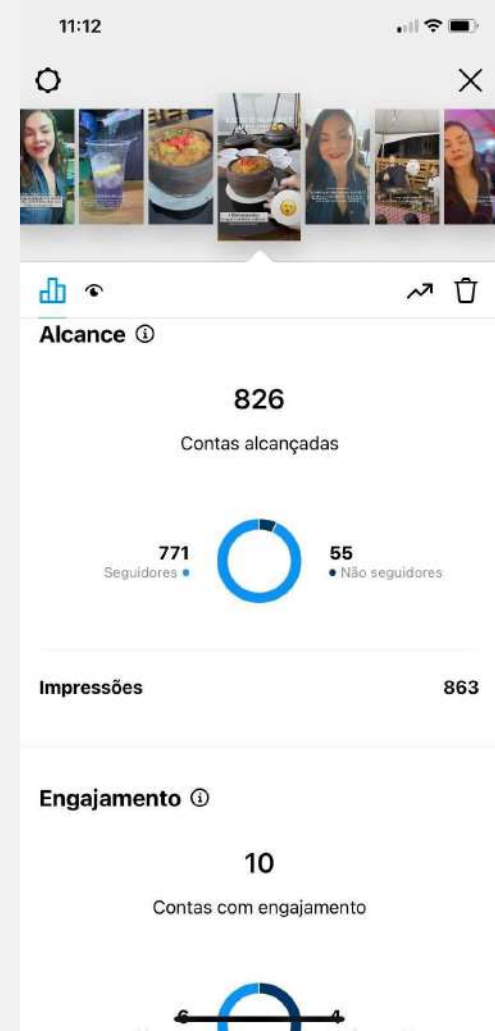 11:12
Alcance
826
Contas alcançadas
771
Seguidores
55
Não seguidores
Impressões
863
Engajamento
10
Contas com engajamento
6
4